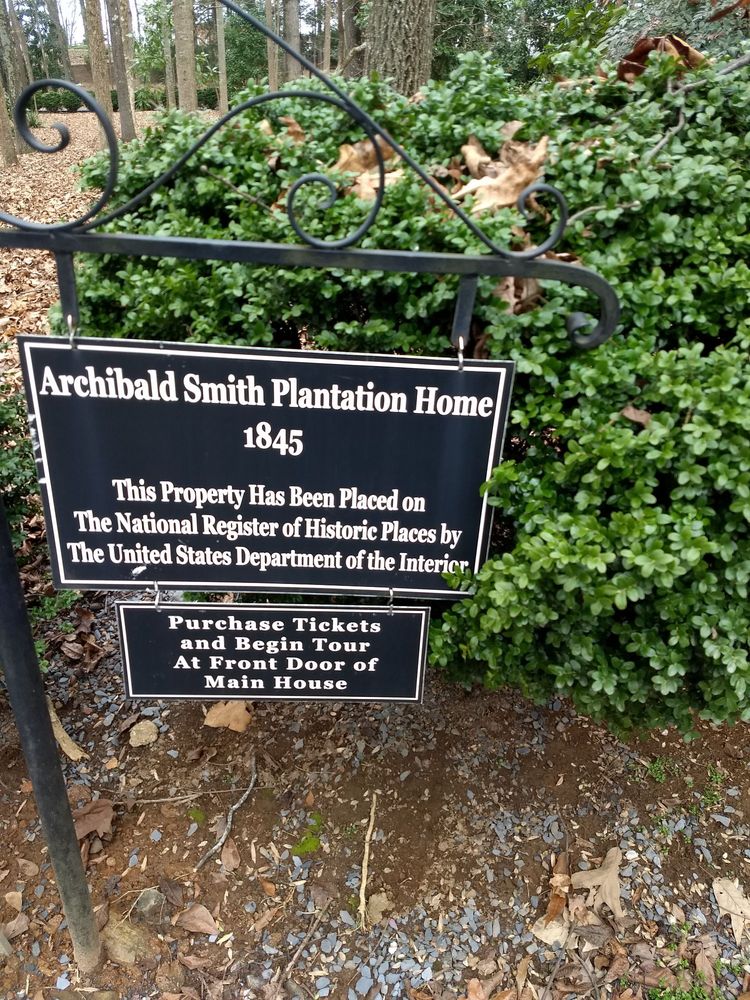 Archibald Smith Plantation Home
1845
This Property Has Been Placed on
The National Register of Historic Places by
The United States Department of the Interior
Purchase Tickets
and Begin Tour
At Front Door of
Main House